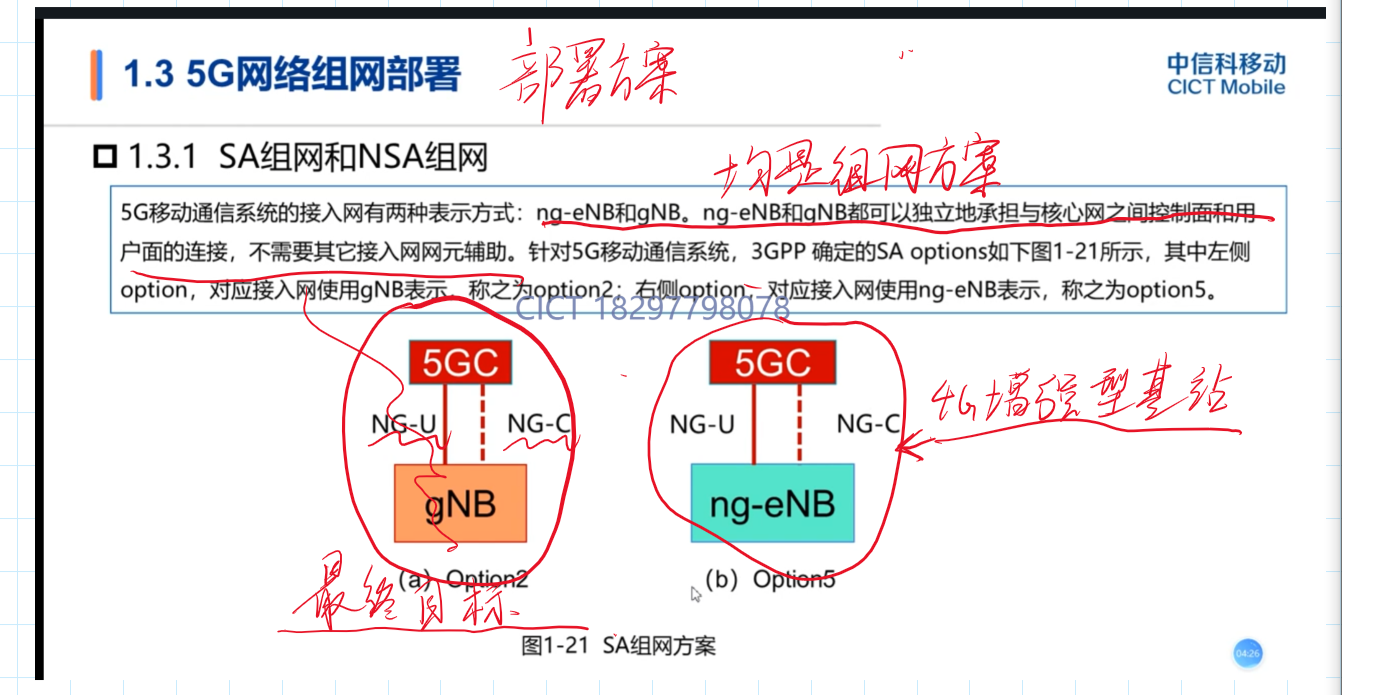 1.3 5G网络组网部署
部署方案
中信科移动
CICT Mobile
1.3.1 SA组网和NSA组网
均是组网方案
5G移动通信系统的接入网有两种表示方式：ng-eNB和gNB。ng-eNB和gNB都可以独立地承担与核心网之间控制面和用
户面的连接，不需要其它接入网网元辅助。针对5G移动通信系统，3GPP 确定的SA options如下图1-21所示，其中左侧
option，对应接入网使用gNB表示，称之为option2；右侧option，对应接入网使用ng-eNB表示，称之为option5。
CICT 18297798078
5GC
NG-U
NG-C
gNB
(a) Option2
最终目标
5GC
NG-U
NG-C
ng-eNB
(b) Option5
4G增强型基站
图1-21 SA组网方案
04:26